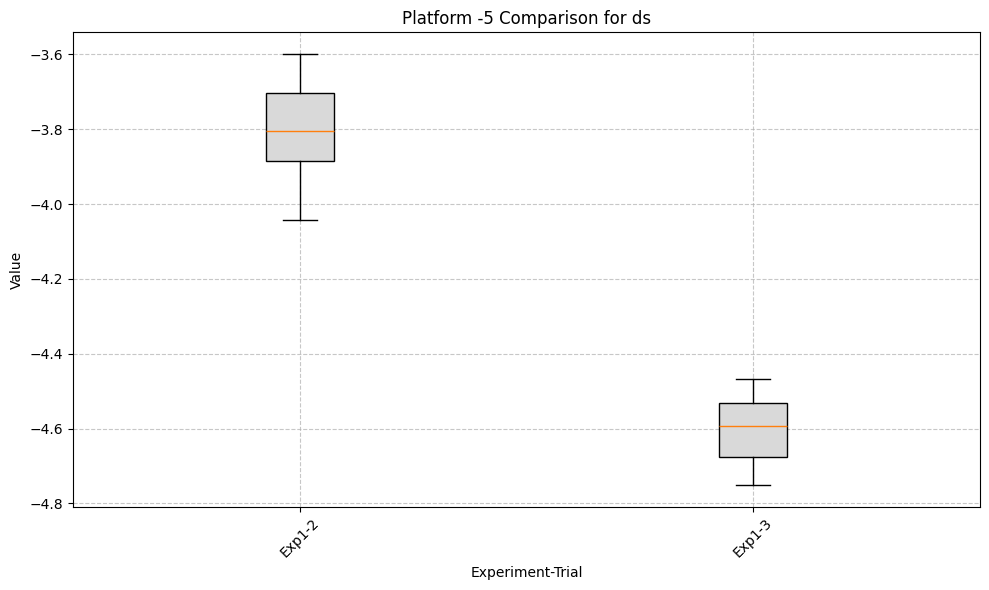 Platform -5 Comparison for ds
Value
−3.6
−3.8
−4.0
−4.2
−4.4
−4.6
−4.8
Exp1-2
Exp1-3
Experiment-Trial